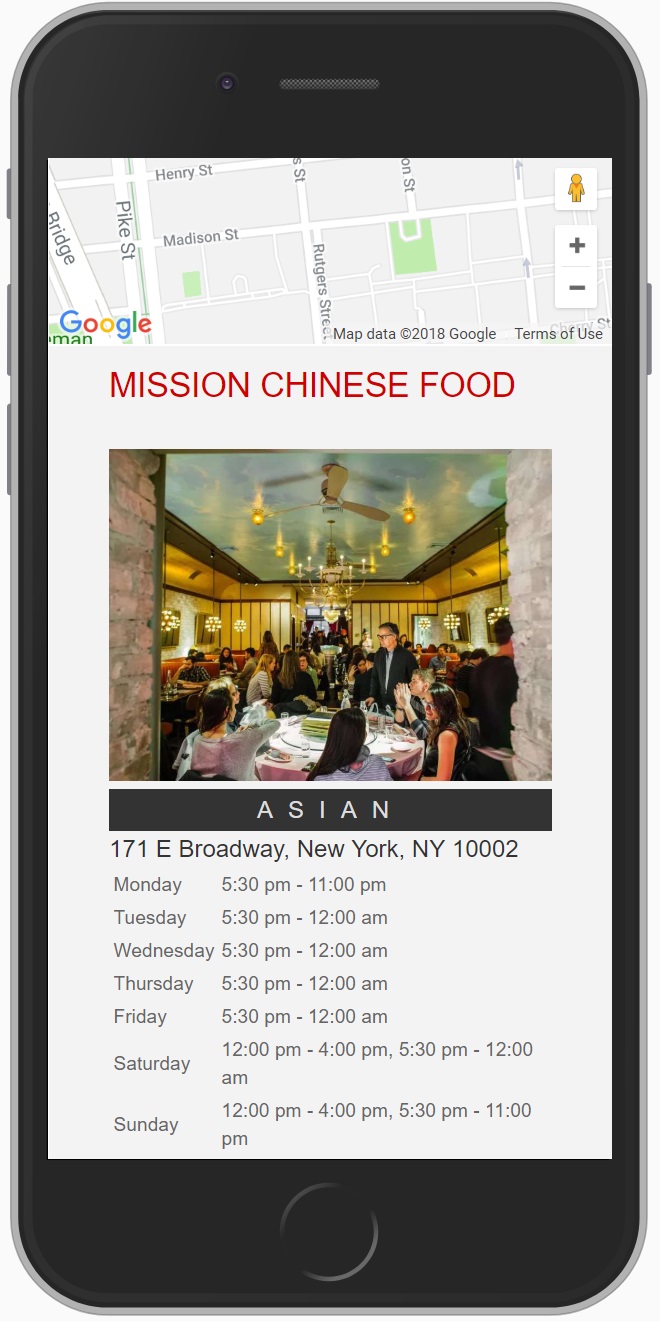 Henry St
s St
on St
Bridge
Pike St
Madison St
Rutgers Street
Google
eman
Map data ©2018 Google Terms of Use
Cherry St
MISSION CHINESE FOOD
ASIAN
171 E Broadway, New York, NY 10002
Monday 5:30 pm - 11:00 pm
Tuesday 5:30 pm - 12:00 am
Wednesday 5:30 pm - 12:00 am
Thursday 5:30 pm - 12:00 am
Friday 5:30 pm - 12:00 am
Saturday 12:00 pm - 4:00 pm, 5:30 pm - 12:00
am
Sunday 12:00 pm - 4:00 pm, 5:30 pm - 11:00
pm